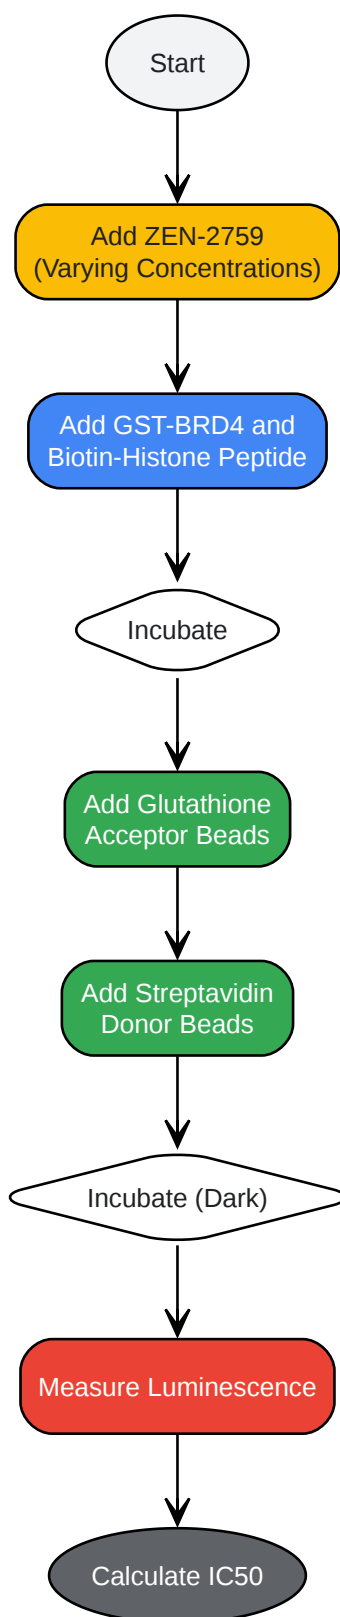 Start
Add ZEN-2759
(Varying Concentrations)
Add GST-BRD4 and
Biotin-Histone Peptide
Incubate
Add Glutathione
Acceptor Beads
Add Streptavidin
Donor Beads
Incubate (Dark)
Measure Luminescence
Calculate IC50